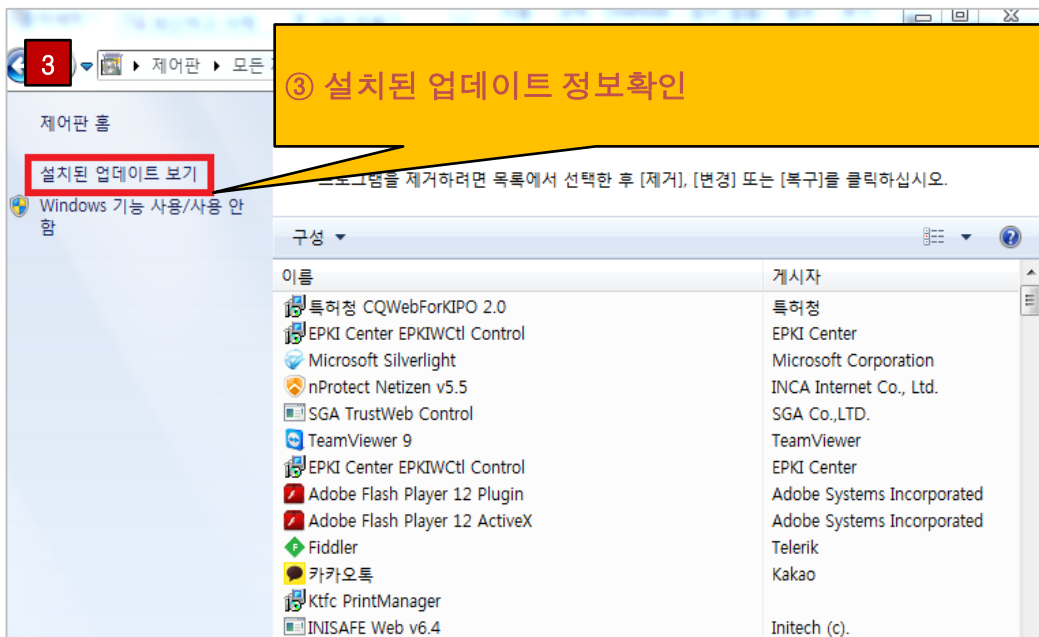 3
제어판 ▶ 모든
③ 설치된 업데이트 정보확인
제어판 홈
설치된 업데이트 보기
Windows 기능 사용/사용 안
함
프로그램을 제거하려면 목록에서 선택한 후 [제거], [변경] 또는 [복구]를 클릭하십시오.
구성
이름 게시자
특허청 CQWebForKIPO 2.0 특허청
EPKI Center EPKIWCtl Control EPKI Center
Microsoft Silverlight Microsoft Corporation
nProtect Netizen v5.5 INCA Internet Co., Ltd.
SGA TrustWeb Control SGA Co.,LTD.
TeamViewer 9 TeamViewer
EPKI Center EPKIWCtl Control EPKI Center
Adobe Flash Player 12 Plugin Adobe Systems Incorporated
Adobe Flash Player 12 ActiveX Adobe Systems Incorporated
Fiddler Telerik
카카오톡 Kakao
Ktfc PrintManager
INISAFE Web v6.4 Initech (c).